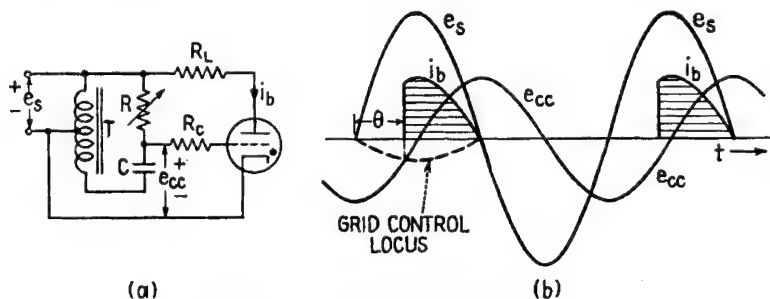 R_L
+
e_s
-
T
R
i_b
R_c
C
+
e_cc
-
(a)
e_s
e_s
i_b
e_cc
i_b
θ
t
e_cc
GRID CONTROL
LOCUS
(b)